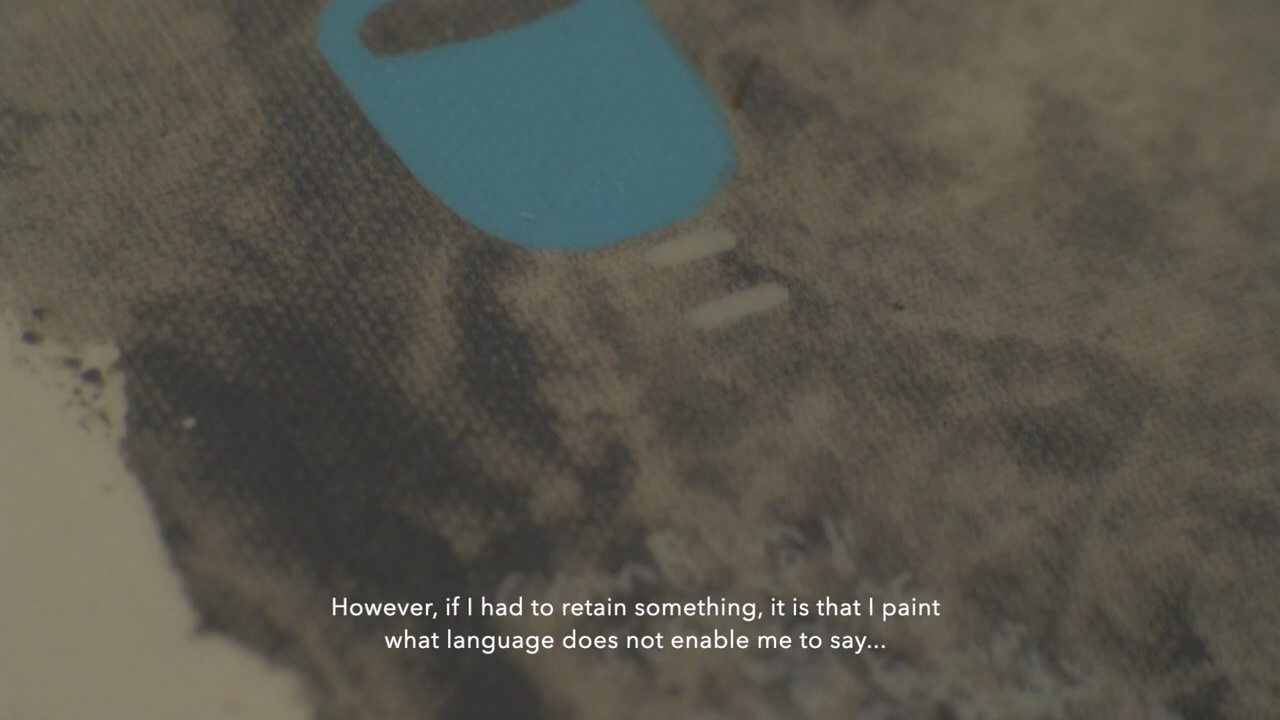 However, if I had to retain something, it is that I paint
what language does not enable me to say...